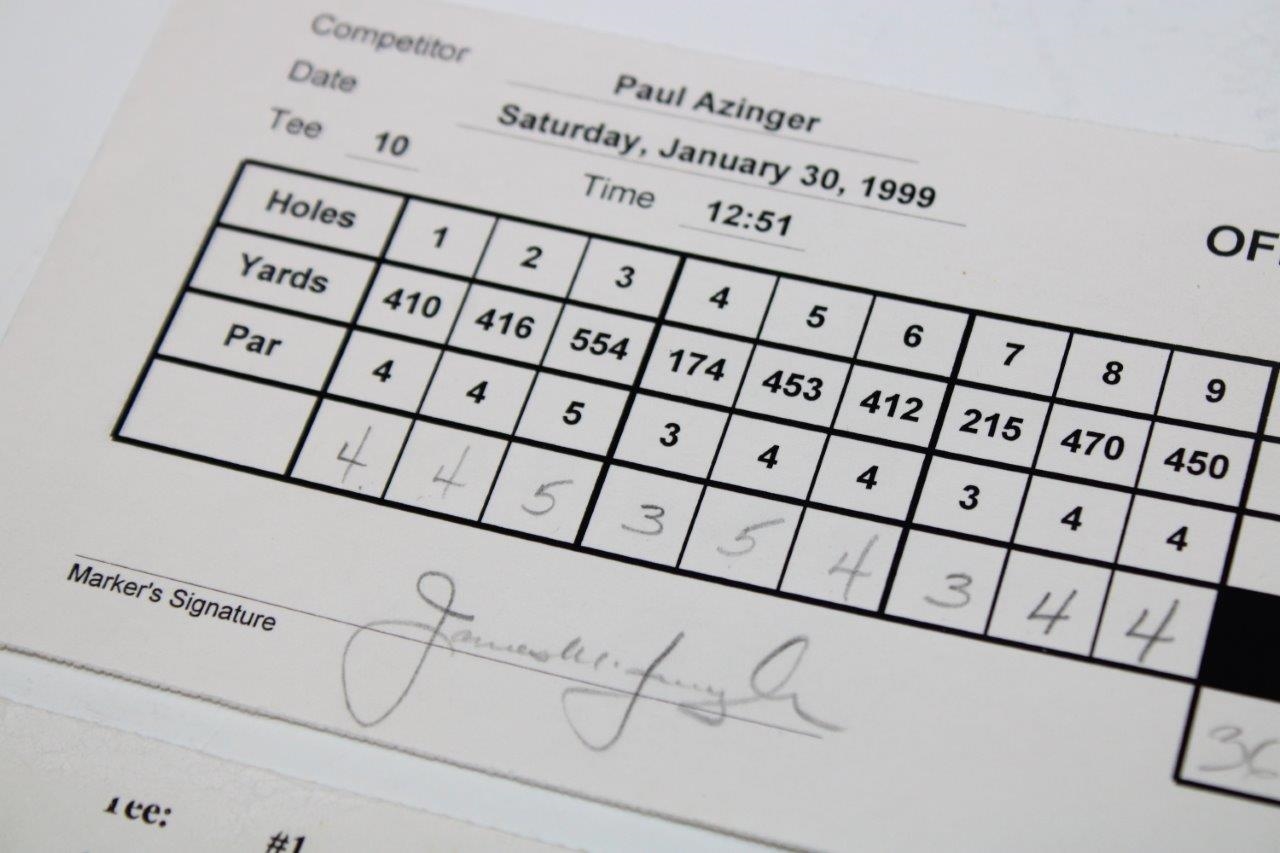 Competitor Paul Azinger
Date Saturday, January 30, 1999
Tee 10 Time 12:51
OF
Holes 1 2 3 4 5 6 7 8 9
Yards 410 416 554 174 453 412 215 470 450
Par 4 4 5 3 4 4 3 4 4
4 4 5 3 5 4 3 4 4
Marker's Signature
Tee:
#1